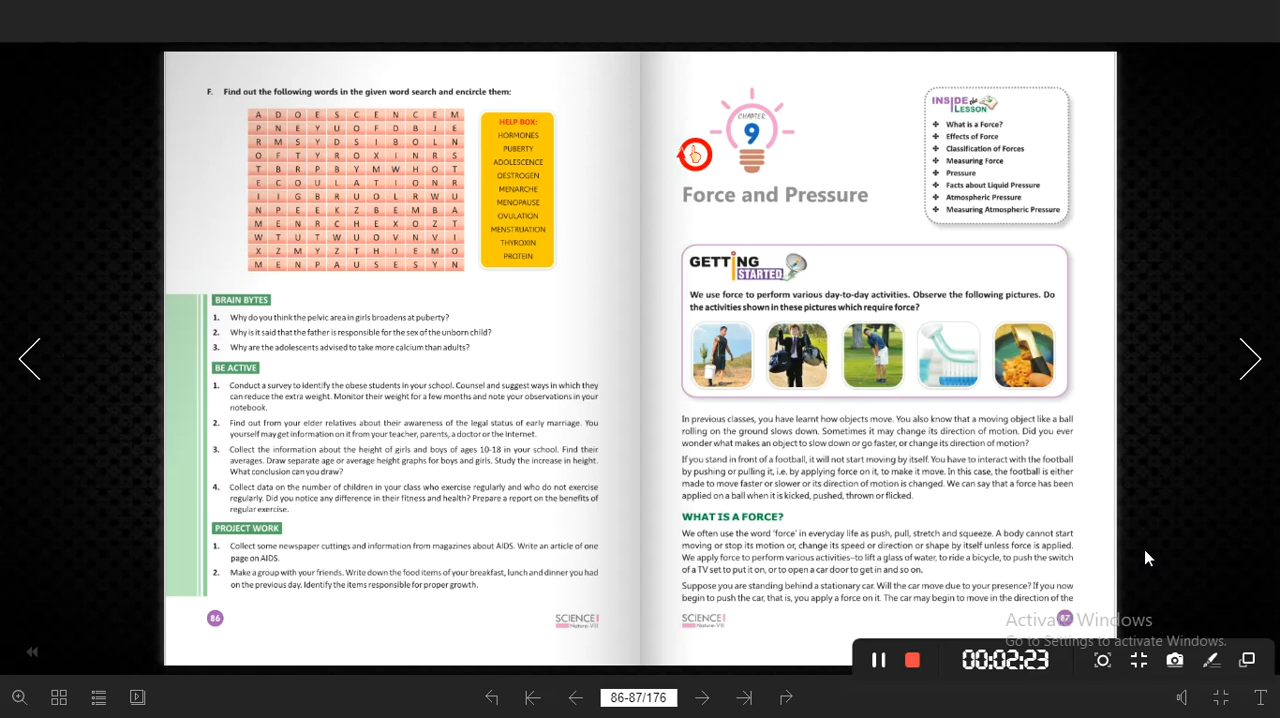 F. Find out the following words in the given word search and encircle them:
A D O E S C E N C E M
P N E Y U O F D B J E
R M S Y D S I B O L N
O F T Y R O X I N R S
T B R P B Y M W H O T
E C O U L A T I O N R
I I G B R U O L R W U
N P E E K Z B E M B A
M E N R C H E X O Z T
W T U T W U O V N V I
X Z M Y Z T H I E M O
M E N P A U S E S Y N
HELP BOX:
HORMONES
PUBERTY
ADOLESCENCE
OESTROGEN
MENARCHE
MENOPAUSE
OVULATION
MENSTRUATION
THYROXIN
PROTEIN
BRAIN BYTES
1. Why do you think the pelvic area in girls broadens at puberty?
2. Why is it said that the father is responsible for the sex of the unborn child?
3. Why are the adolescents advised to take more calcium than adults?
BE ACTIVE
1. Conduct a survey to identify the obese students in your school. Counsel and suggest ways in which they
can reduce the extra weight. Monitor their weight for a few months and note your observations in your
notebook.
2. Find out from your elder relatives about their awareness of the legal status of early marriage. You
yourself may get information on it from your teacher, parents, a doctor or the Internet.
3. Collect the information about the height of girls and boys of ages 10-18 in your school. Find their
averages. Draw separate age or average height graphs for boys and girls. Study the increase in height.
What conclusion can you draw?
4. Collect data on the number of children in your class who exercise regularly and who do not exercise
regularly. Did you notice any difference in their fitness and health? Prepare a report on the benefits of
regular exercise.
PROJECT WORK
1. Collect some newspaper cuttings and information from magazines about AIDS. Write an article of one
page on AIDS.
2. Make a group with your friends. Write down the food items of your breakfast, lunch and dinner you had
on the previous day. Identify the items responsible for proper growth.
86
SCIENCE
Nature-VIII
CHAPTER
9
Force and Pressure
INSIDE the
LESSON
What is a Force?
Effects of Force
Classification of Forces
Measuring Force
Pressure
Facts about Liquid Pressure
Atmospheric Pressure
Measuring Atmospheric Pressure
GETTING
STARTED
We use force to perform various day-to-day activities. Observe the following pictures. Do
the activities shown in these pictures which require force?
In previous classes, you have learnt how objects move. You also know that a moving object like a ball
rolling on the ground slows down. Sometimes it may change its direction of motion. Did you ever
wonder what makes an object to slow down or go faster, or change its direction of motion?
If you stand in front of a football, it will not start moving by itself. You have to interact with the football
by pushing or pulling it, i.e. by applying force on it, to make it move. In this case, the football is either
made to move faster or slower or its direction of motion is changed. We can say that a force has been
applied on a ball when it is kicked, pushed, thrown or flicked.
WHAT IS A FORCE?
We often use the word ‘force’ in everyday life as push, pull, stretch and squeeze. A body cannot start
moving or stop its motion or, change its speed or direction or shape by itself unless force is applied.
We apply force to perform various activities–to lift a glass of water, to ride a bicycle, to push the switch
of a TV set to put it on, or to open a car door to get in and so on.
Suppose you are standing behind a stationary car. Will the car move due to your presence? If you now
begin to push the car, that is, you apply a force on it. The car may begin to move in the direction of the
SCIENCE
Nature-VIII
87
Activate Windows
Go to Settings to activate Windows.
00:02:23
86-87/176